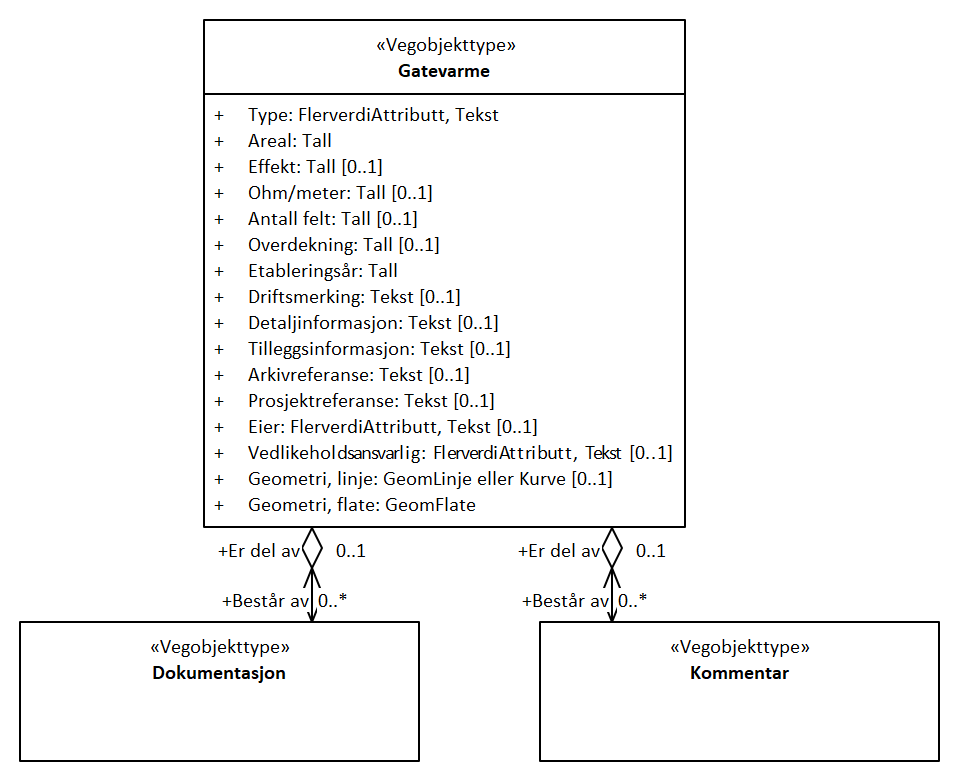 «Vegobjekttype»
Gatevarme
+ Type: FlerverdiAttributt, Tekst
+ Areal: Tall
+ Effekt: Tall [0..1]
+ Ohm/meter: Tall [0..1]
+ Antall felt: Tall [0..1]
+ Overdekning: Tall [0..1]
+ Etableringsår: Tall
+ Driftsmerking: Tekst [0..1]
+ Detaljinformasjon: Tekst [0..1]
+ Tilleggsinformasjon: Tekst [0..1]
+ Arkivreferanse: Tekst [0..1]
+ Prosjektreferanse: Tekst [0..1]
+ Eier: FlerverdiAttributt, Tekst [0..1]
+ Vedlikeholdsansvarlig: FlerverdiAttributt, Tekst [0..1]
+ Geometri, linje: GeomLinje eller Kurve [0..1]
+ Geometri, flate: GeomFlate
+Er del av 0..1
+Er del av 0..1
+Består av 0..*
+Består av 0..*
«Vegobjekttype»
Dokumentasjon
«Vegobjekttype»
Kommentar